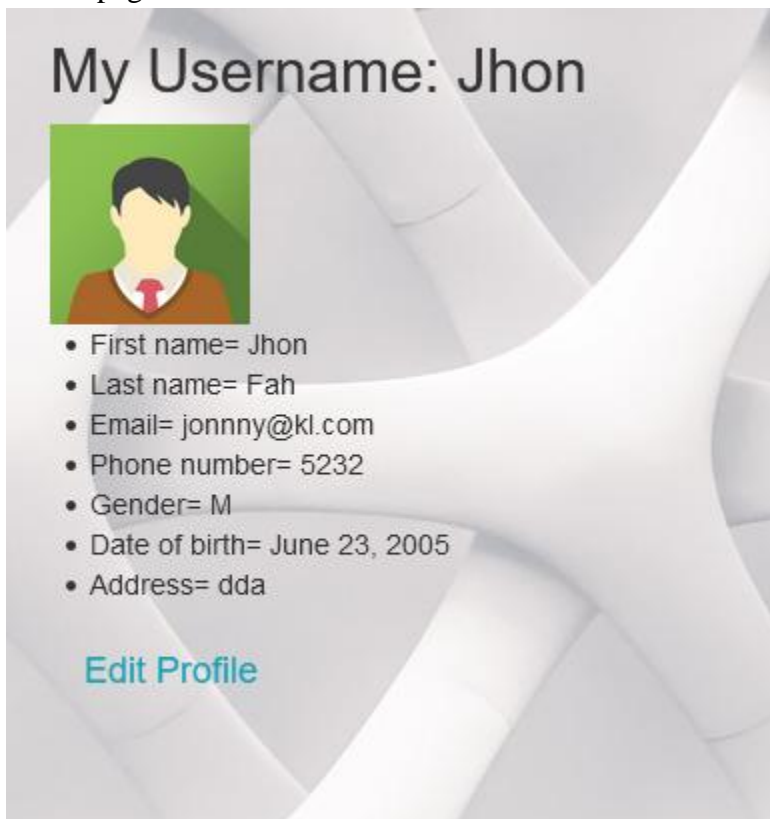 My Username: Jhon
• First name= Jhon
• Last name= Fah
• Email= jonnny@kl.com
• Phone number= 5232
• Gender= M
• Date of birth= June 23, 2005
• Address= dda
Edit Profile